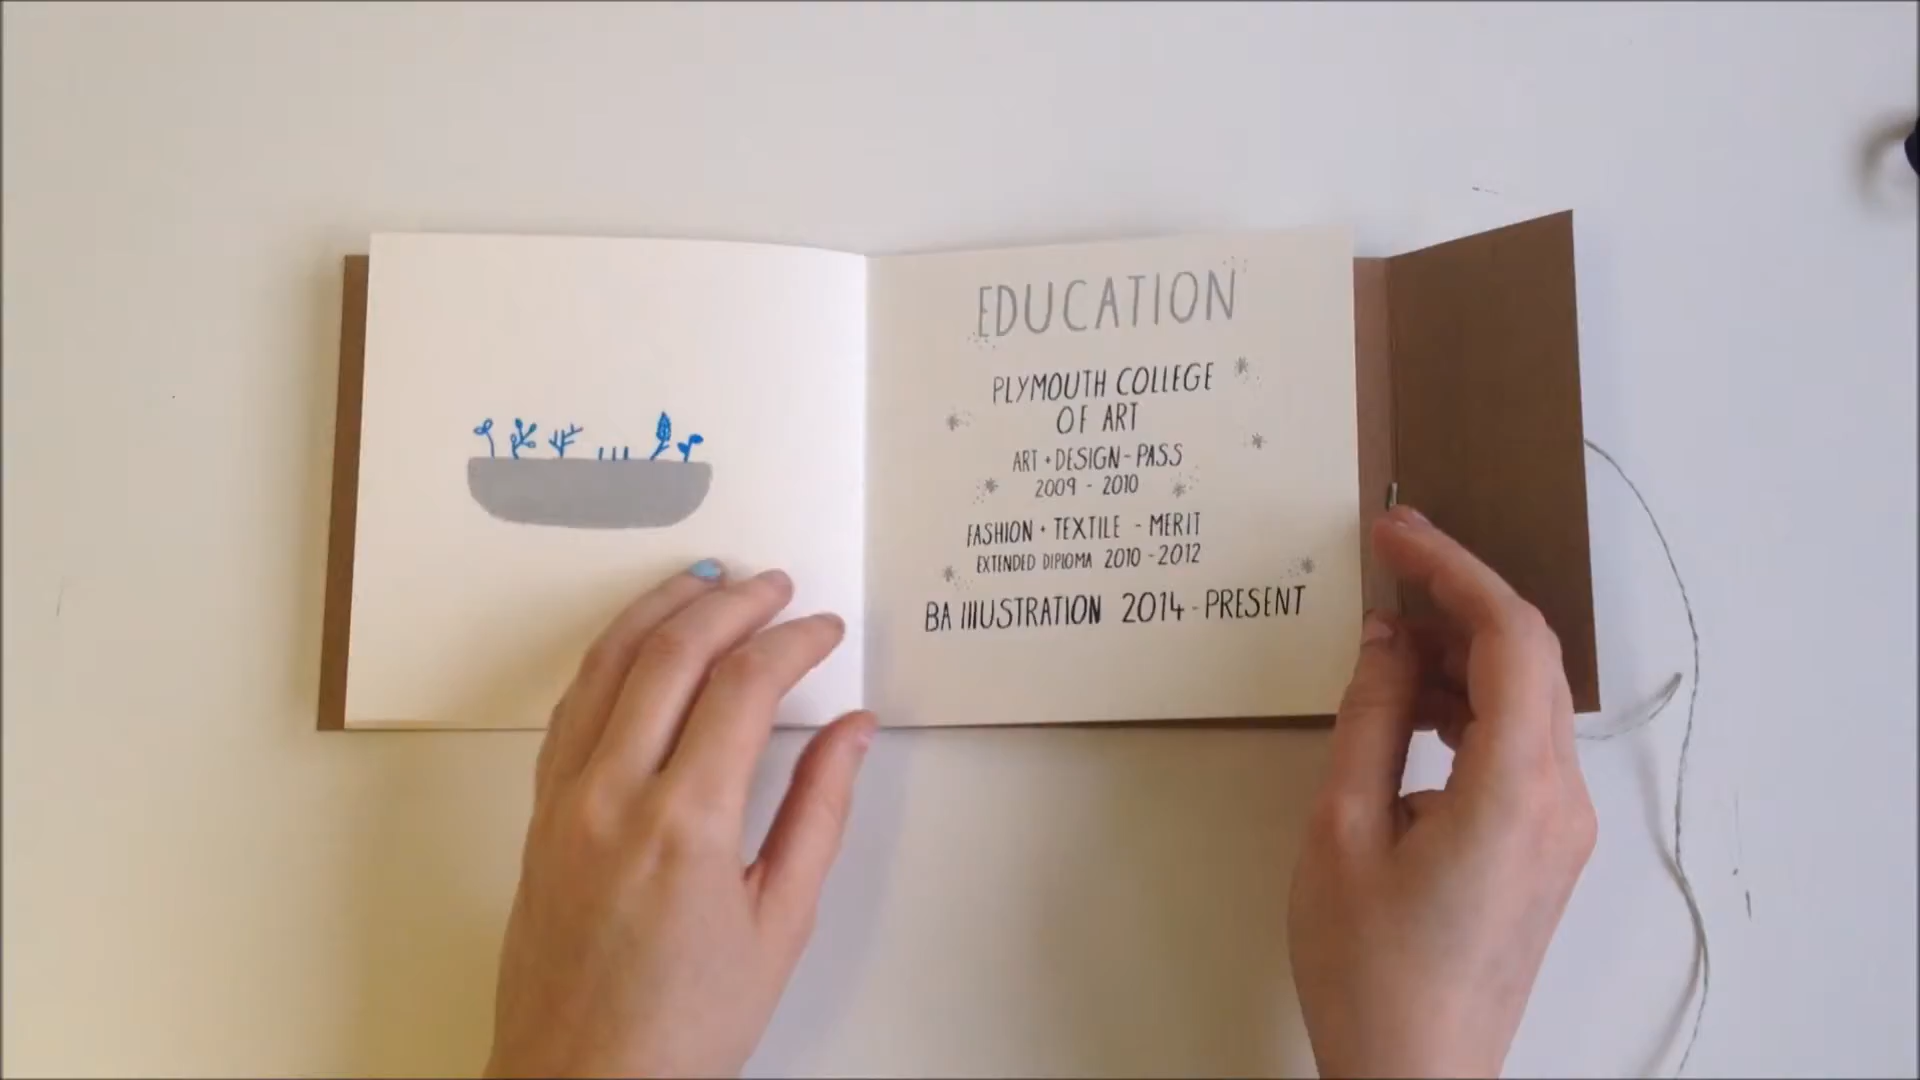 EDUCATION
PLYMOUTH COLLEGE
OF ART
ART + DESIGN - PASS
2009 - 2010
FASHION + TEXTILE - MERIT
EXTENDED DIPLOMA 2010 - 2012
BA ILLUSTRATION 2014 - PRESENT